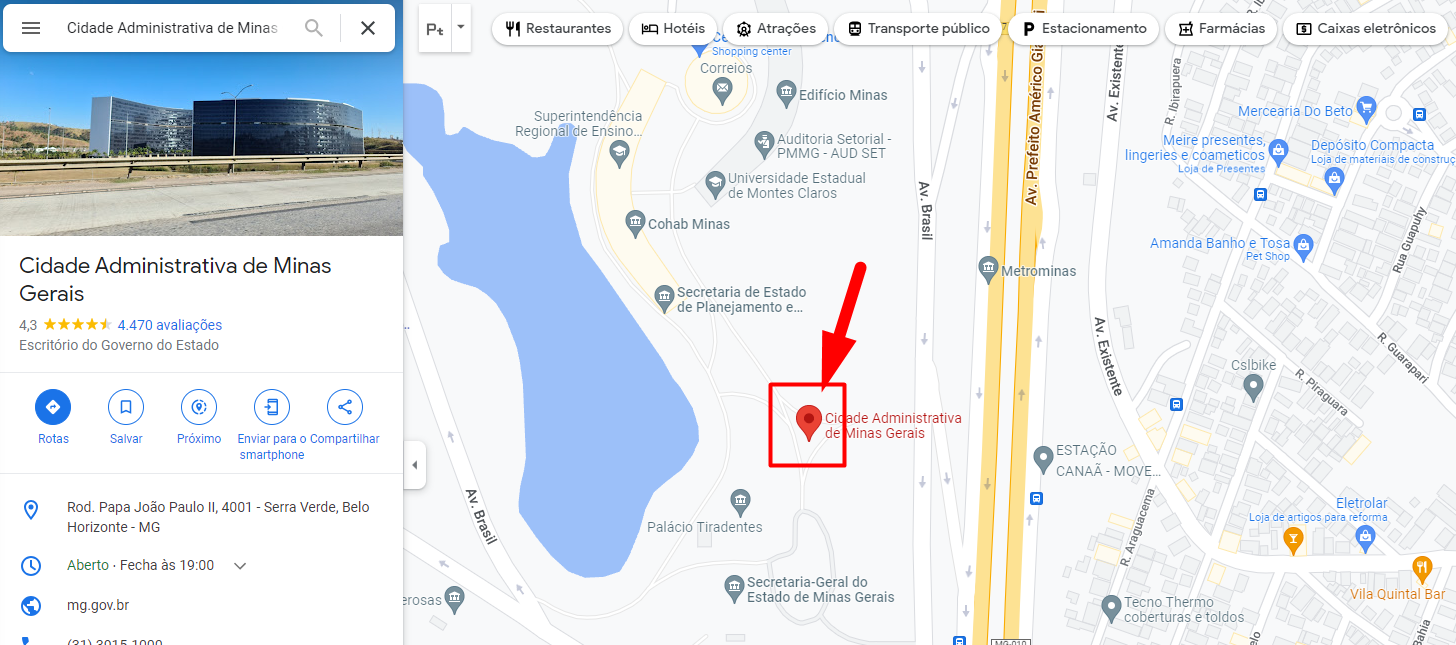 Cidade Administrativa de Minas
Cidade Administrativa de Minas
Gerais
4,3
4.470 avaliações
Escritório do Governo do Estado
Rotas
Salvar
Próximo
Enviar para o
smartphone
Compartilhar
Rod. Papa João Paulo II, 4001 - Serra Verde, Belo
Horizonte - MG
Aberto · Fecha às 19:00
mg.gov.br
(31) 3915 1000
Pt
Restaurantes
Hotéis
Atrações
Transporte público
Estacionamento
Farmácias
Caixas eletrônicos
Shopping center
Correios
Edifício Minas
Superintendência
Regional de Ensino...
Auditoria Setorial -
PMMG - AUD SET
Universidade Estadual
de Montes Claros
Cohab Minas
Secretaria de Estado
de Planejamento e...
Cidade Administrativa
de Minas Gerais
Palácio Tiradentes
Secretaria-Geral do
Estado de Minas Gerais
erosas
Av. Brasil
Av. Brasil
Metrominas
Av. Prefeito Américo Gia
Av. Existente
Av. Existente
R. Ibirapuera
Mercearia Do Beto
Meire presentes,
lingeries e coameticos
Loja de Presentes
Depósito Compacta
Loja de materiais de construç
Amanda Banho e Tosa
Pet Shop
Rua Guapuhy
R. Guarapari
R. Piraguara
Cslbike
ESTAÇÃO
CANAÃ - MOVE...
R. Araguacema
Eletrolar
Loja de artigos para reforma
Vila Quintal Bar
Tecno Thermo
coberturas e toldos
MG-010
Bahia